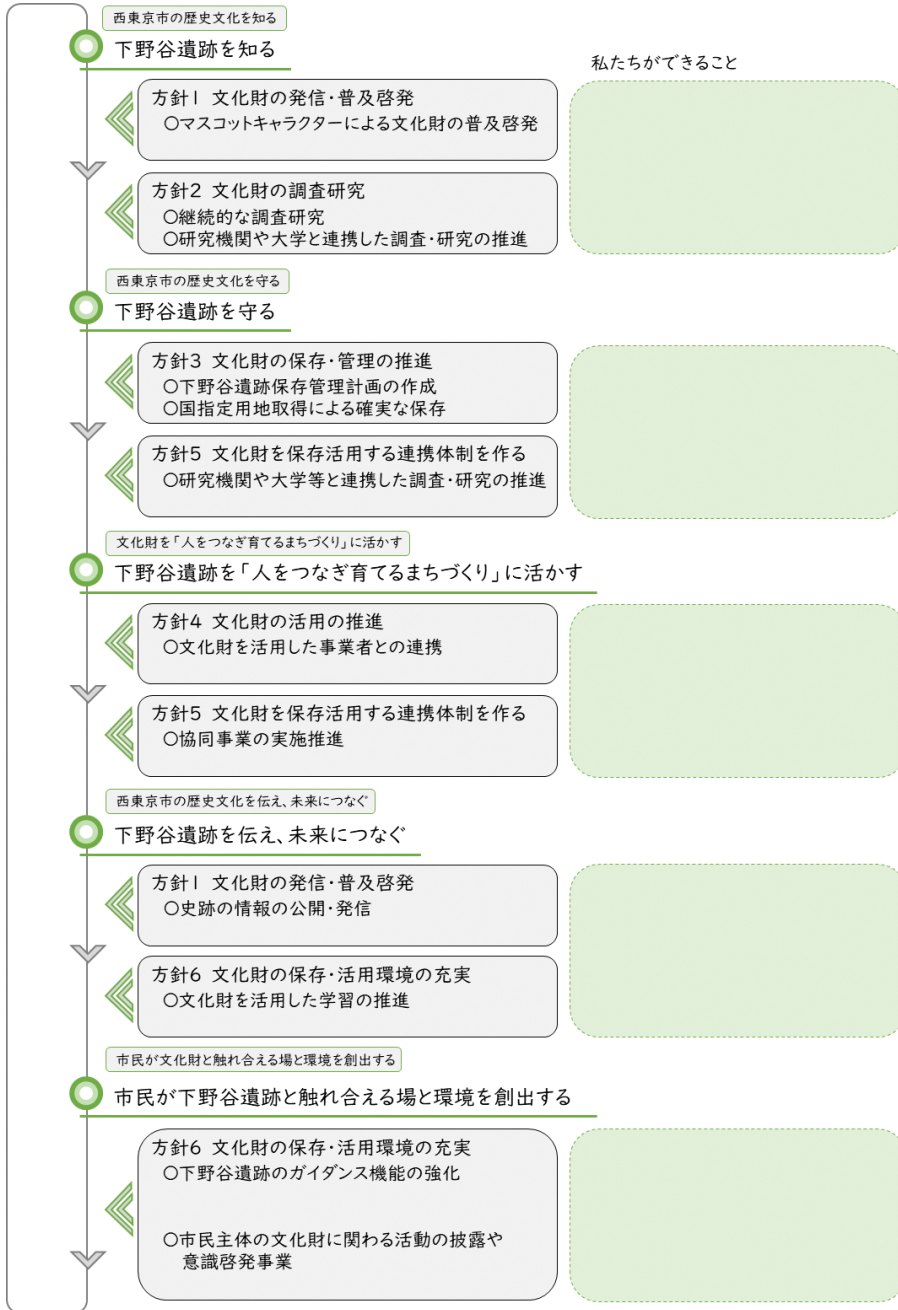 西東京市の歴史文化を知る
下野谷遺跡を知る
私たちができること
方針1 文化財の発信・普及啓発
○マスコットキャラクターによる文化財の普及啓発
方針2 文化財の調査研究
○継続的な調査研究
○研究機関や大学と連携した調査・研究の推進
西東京市の歴史文化を守る
下野谷遺跡を守る
方針3 文化財の保存・管理の推進
○下野谷遺跡保存管理計画の作成
○国指定用地取得による確実な保存
方針5 文化財を保存活用する連携体制を作る
○研究機関や大学等と連携した調査・研究の推進
文化財を「人をつなぎ育てるまちづくり」に活かす
下野谷遺跡を「人をつなぎ育てるまちづくり」に活かす
方針4 文化財の活用の推進
○文化財を活用した事業者との連携
方針5 文化財を保存活用する連携体制を作る
○協同事業の実施推進
西東京市の歴史文化を伝え、未来につなぐ
下野谷遺跡を伝え、未来につなぐ
方針1 文化財の発信・普及啓発
○史跡の情報の公開・発信
方針6 文化財の保存・活用環境の充実
○文化財を活用した学習の推進
市民が文化財と触れ合える場と環境を創出する
市民が下野谷遺跡と触れ合える場と環境を創出する
方針6 文化財の保存・活用環境の充実
○下野谷遺跡のガイダンス機能の強化
○市民主体の文化財に関わる活動の披露や
意識啓発事業